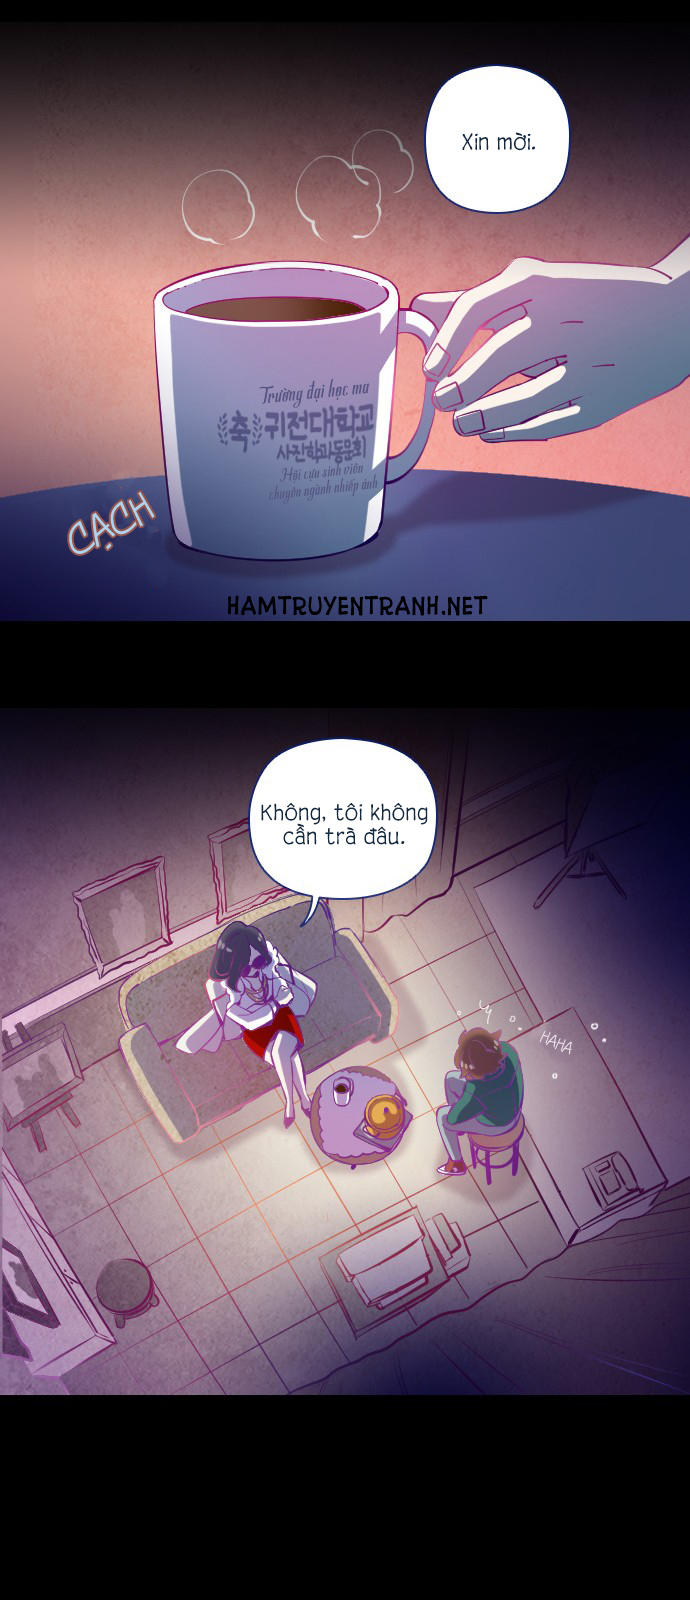 Xin mời.
Trường đại học ma
축 귀전대학교
사진학과동문회
Hội cựu sinh viên
chuyên ngành nhiếp ảnh
CẠCH
HAMTRUYENTRANH.NET
Không, tôi không
cần trà đâu.
HAHA